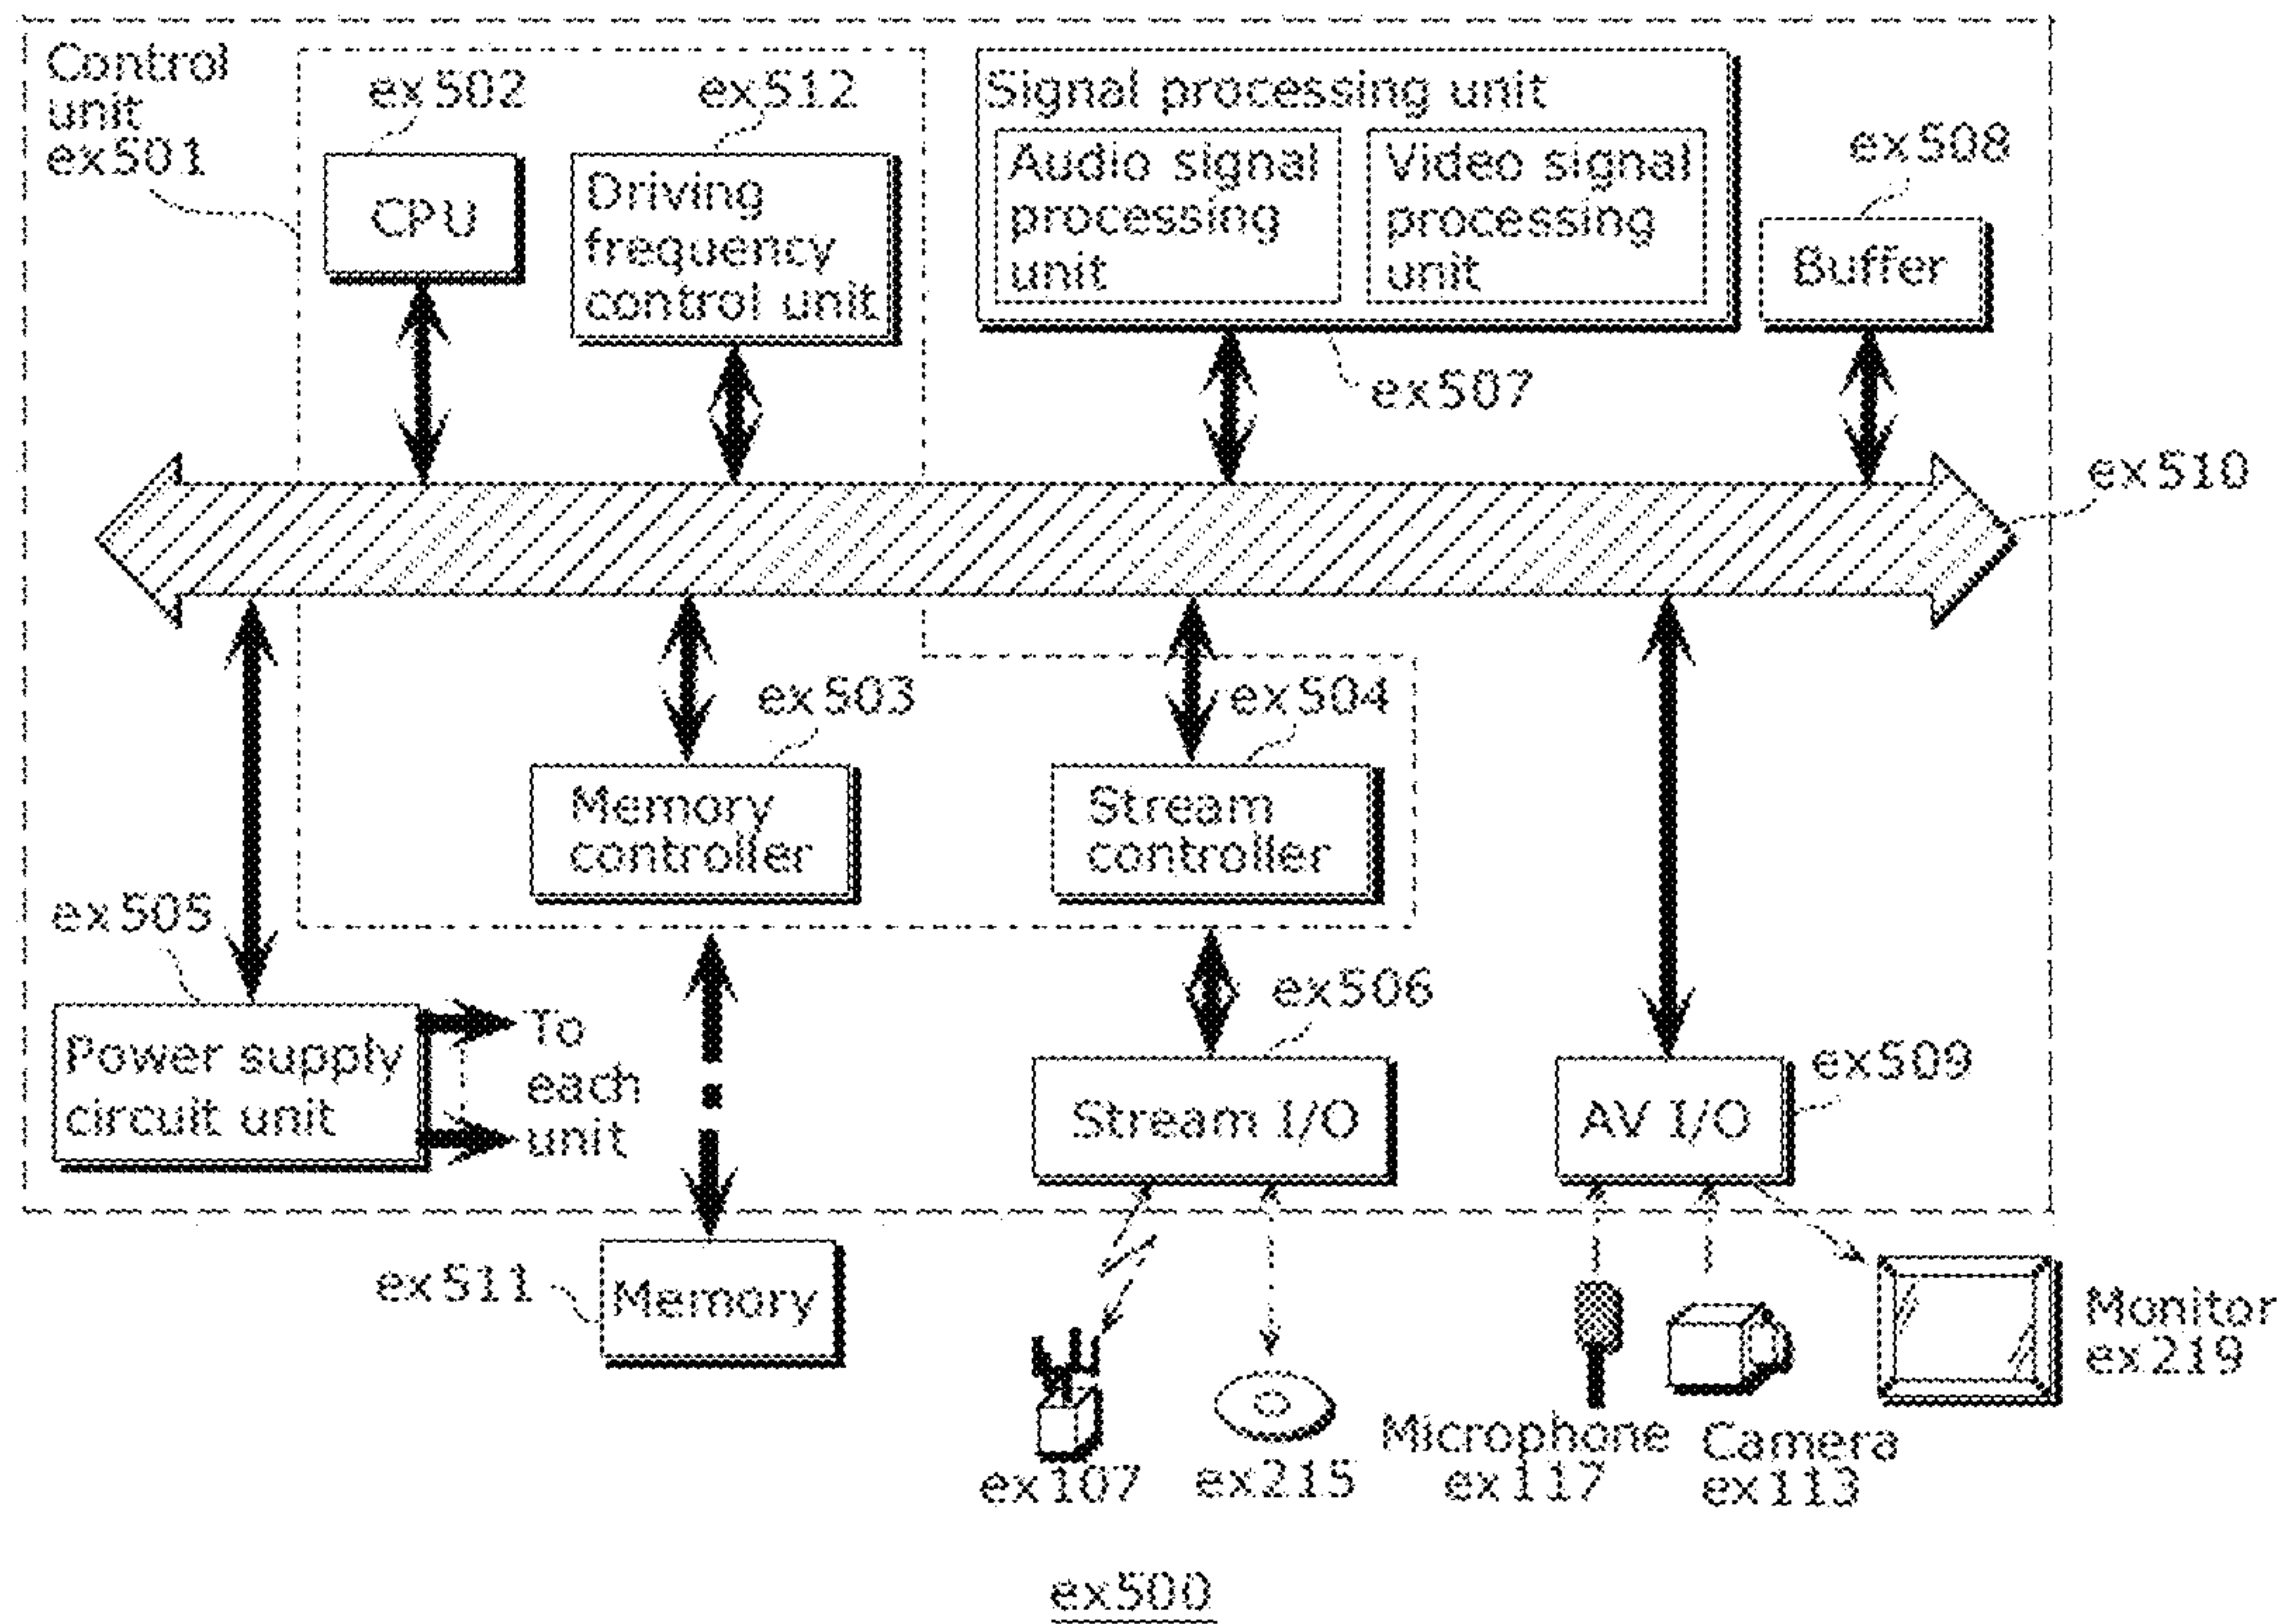 Control
unit
ex501
ex502
ex512
CPU
Driving
frequency
control unit
Signal processing unit
Audio signal
processing
unit
Video signal
processing
unit
ex508
Buffer
ex507
ex510
ex503
ex504
Memory
controller
Stream
controller
ex505
Power supply
circuit unit
To
each
unit
ex506
Stream I/O
ex509
AV I/O
ex511
Memory
ex107
ex215
Microphone
ex117
Camera
ex113
Monitor
ex219
ex500